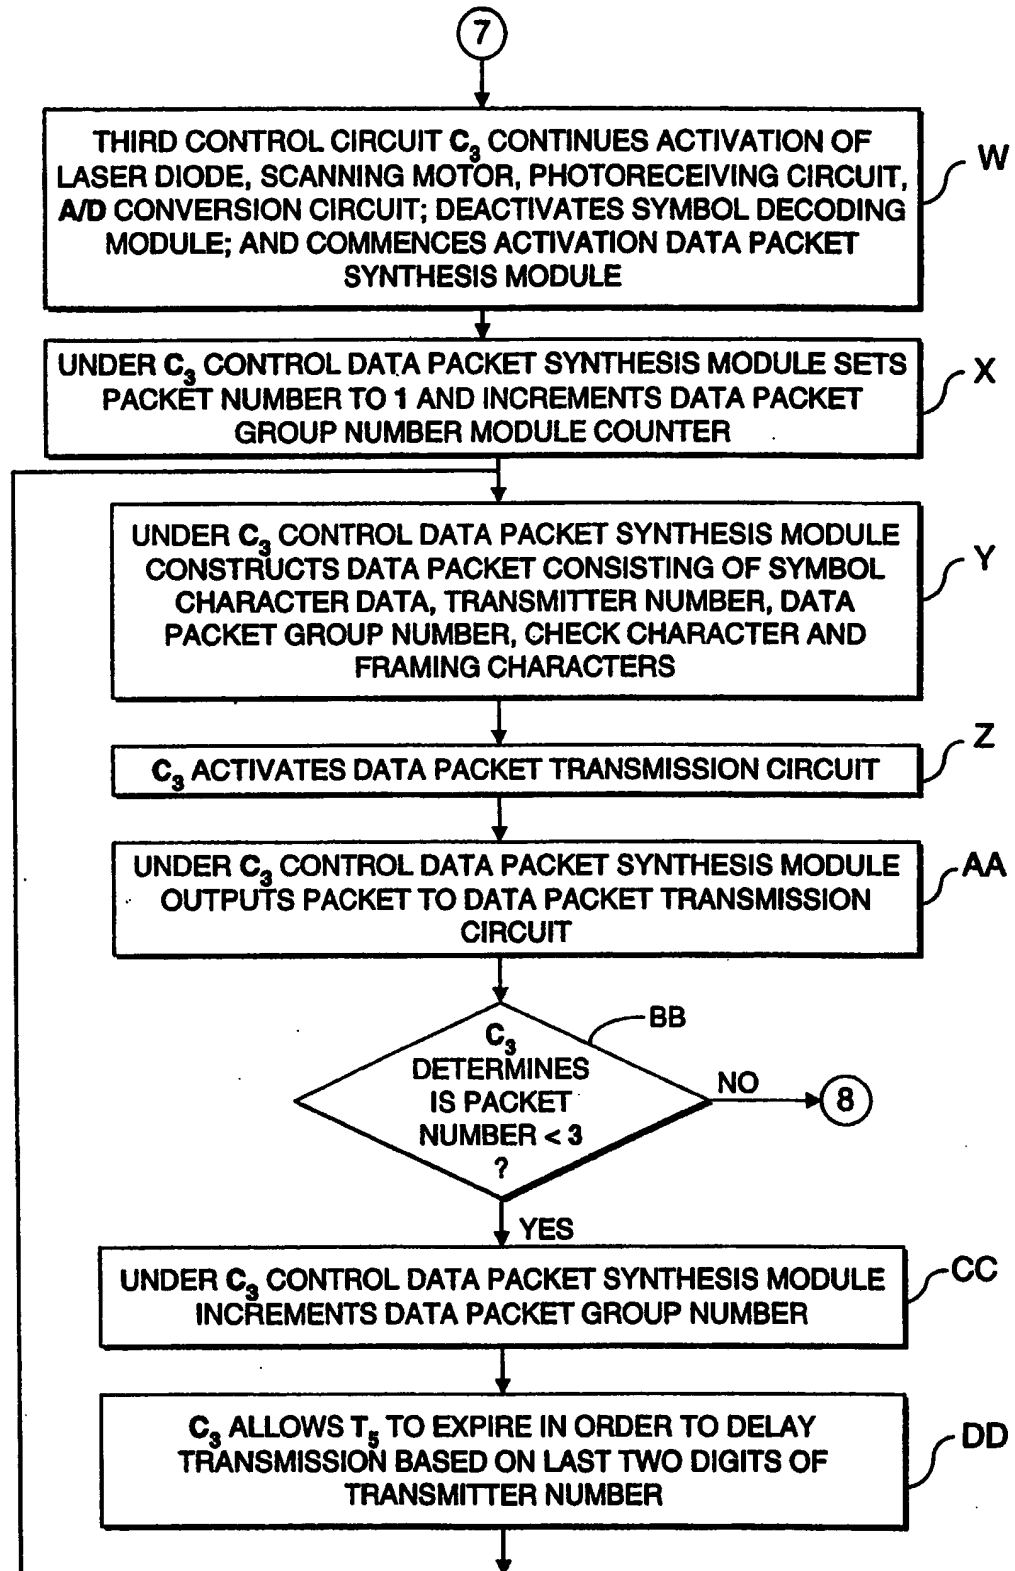 7
THIRD CONTROL CIRCUIT C3 CONTINUES ACTIVATION OF
LASER DIODE, SCANNING MOTOR, PHOTORECEIVING CIRCUIT,
A/D CONVERSION CIRCUIT; DEACTIVATES SYMBOL DECODING
MODULE; AND COMMENCES ACTIVATION DATA PACKET
SYNTHESIS MODULE
W
UNDER C3 CONTROL DATA PACKET SYNTHESIS MODULE SETS
PACKET NUMBER TO 1 AND INCREMENTS DATA PACKET
GROUP NUMBER MODULE COUNTER
X
UNDER C3 CONTROL DATA PACKET SYNTHESIS MODULE
CONSTRUCTS DATA PACKET CONSISTING OF SYMBOL
CHARACTER DATA, TRANSMITTER NUMBER, DATA
PACKET GROUP NUMBER, CHECK CHARACTER AND
FRAMING CHARACTERS
Y
C3 ACTIVATES DATA PACKET TRANSMISSION CIRCUIT
Z
UNDER C3 CONTROL DATA PACKET SYNTHESIS MODULE
OUTPUTS PACKET TO DATA PACKET TRANSMISSION
CIRCUIT
AA
C3
DETERMINES
IS PACKET
NUMBER < 3
?
BB
NO
8
YES
UNDER C3 CONTROL DATA PACKET SYNTHESIS MODULE
INCREMENTS DATA PACKET GROUP NUMBER
CC
C3 ALLOWS T5 TO EXPIRE IN ORDER TO DELAY
TRANSMISSION BASED ON LAST TWO DIGITS OF
TRANSMITTER NUMBER
DD